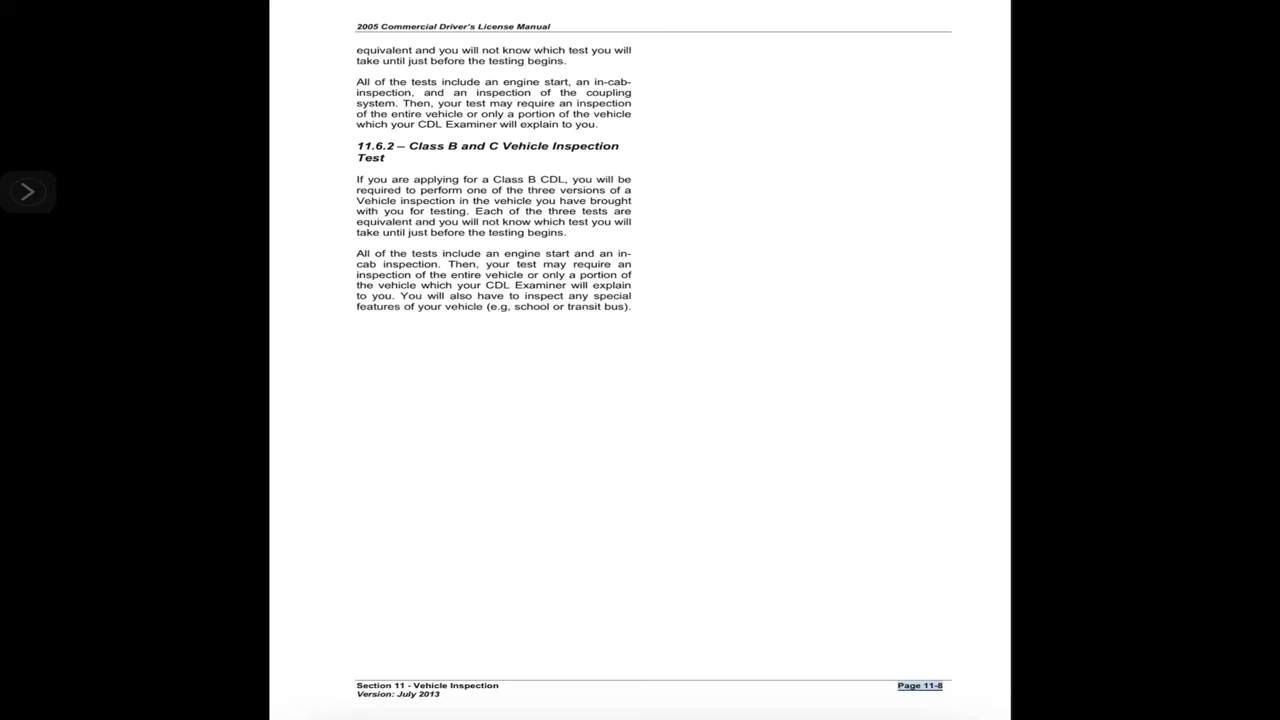 2005 Commercial Driver's License Manual
equivalent and you will not know which test you will
take until just before the testing begins.
All of the tests include an engine start, an in-cab-
inspection, and an inspection of the coupling
system. Then, your test may require an inspection
of the entire vehicle or only a portion of the vehicle
which your CDL Examiner will explain to you.
11.6.2 – Class B and C Vehicle Inspection
Test
If you are applying for a Class B CDL, you will be
required to perform one of the three versions of a
Vehicle inspection in the vehicle you have brought
with you for testing. Each of the three tests are
equivalent and you will not know which test you will
take until just before the testing begins.
All of the tests include an engine start and an in-
cab inspection. Then, your test may require an
inspection of the entire vehicle or only a portion of
the vehicle which your CDL Examiner will explain
to you. You will also have to inspect any special
features of your vehicle (e.g, school or transit bus).
Section 11 - Vehicle Inspection
Page 11-8
Version: July 2013